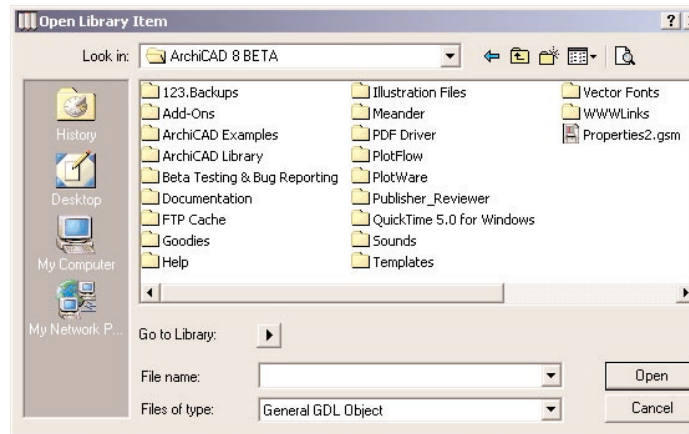 Open Library Item
Look in: ArchiCAD 8 BETA
History
Desktop
My Computer
My Network P...
123.Backups
Add-Ons
ArchiCAD Examples
ArchiCAD Library
Beta Testing & Bug Reporting
Documentation
FTP Cache
Goodies
Help
Illustration Files
Meander
PDF Driver
PlotFlow
PlotWare
Publisher_Reviewer
QuickTime 5.0 for Windows
Sounds
Templates
Vector Fonts
WWWLinks
Properties2.gsm
Go to Library:
File name:
Open
Files of type: General GDL Object
Cancel